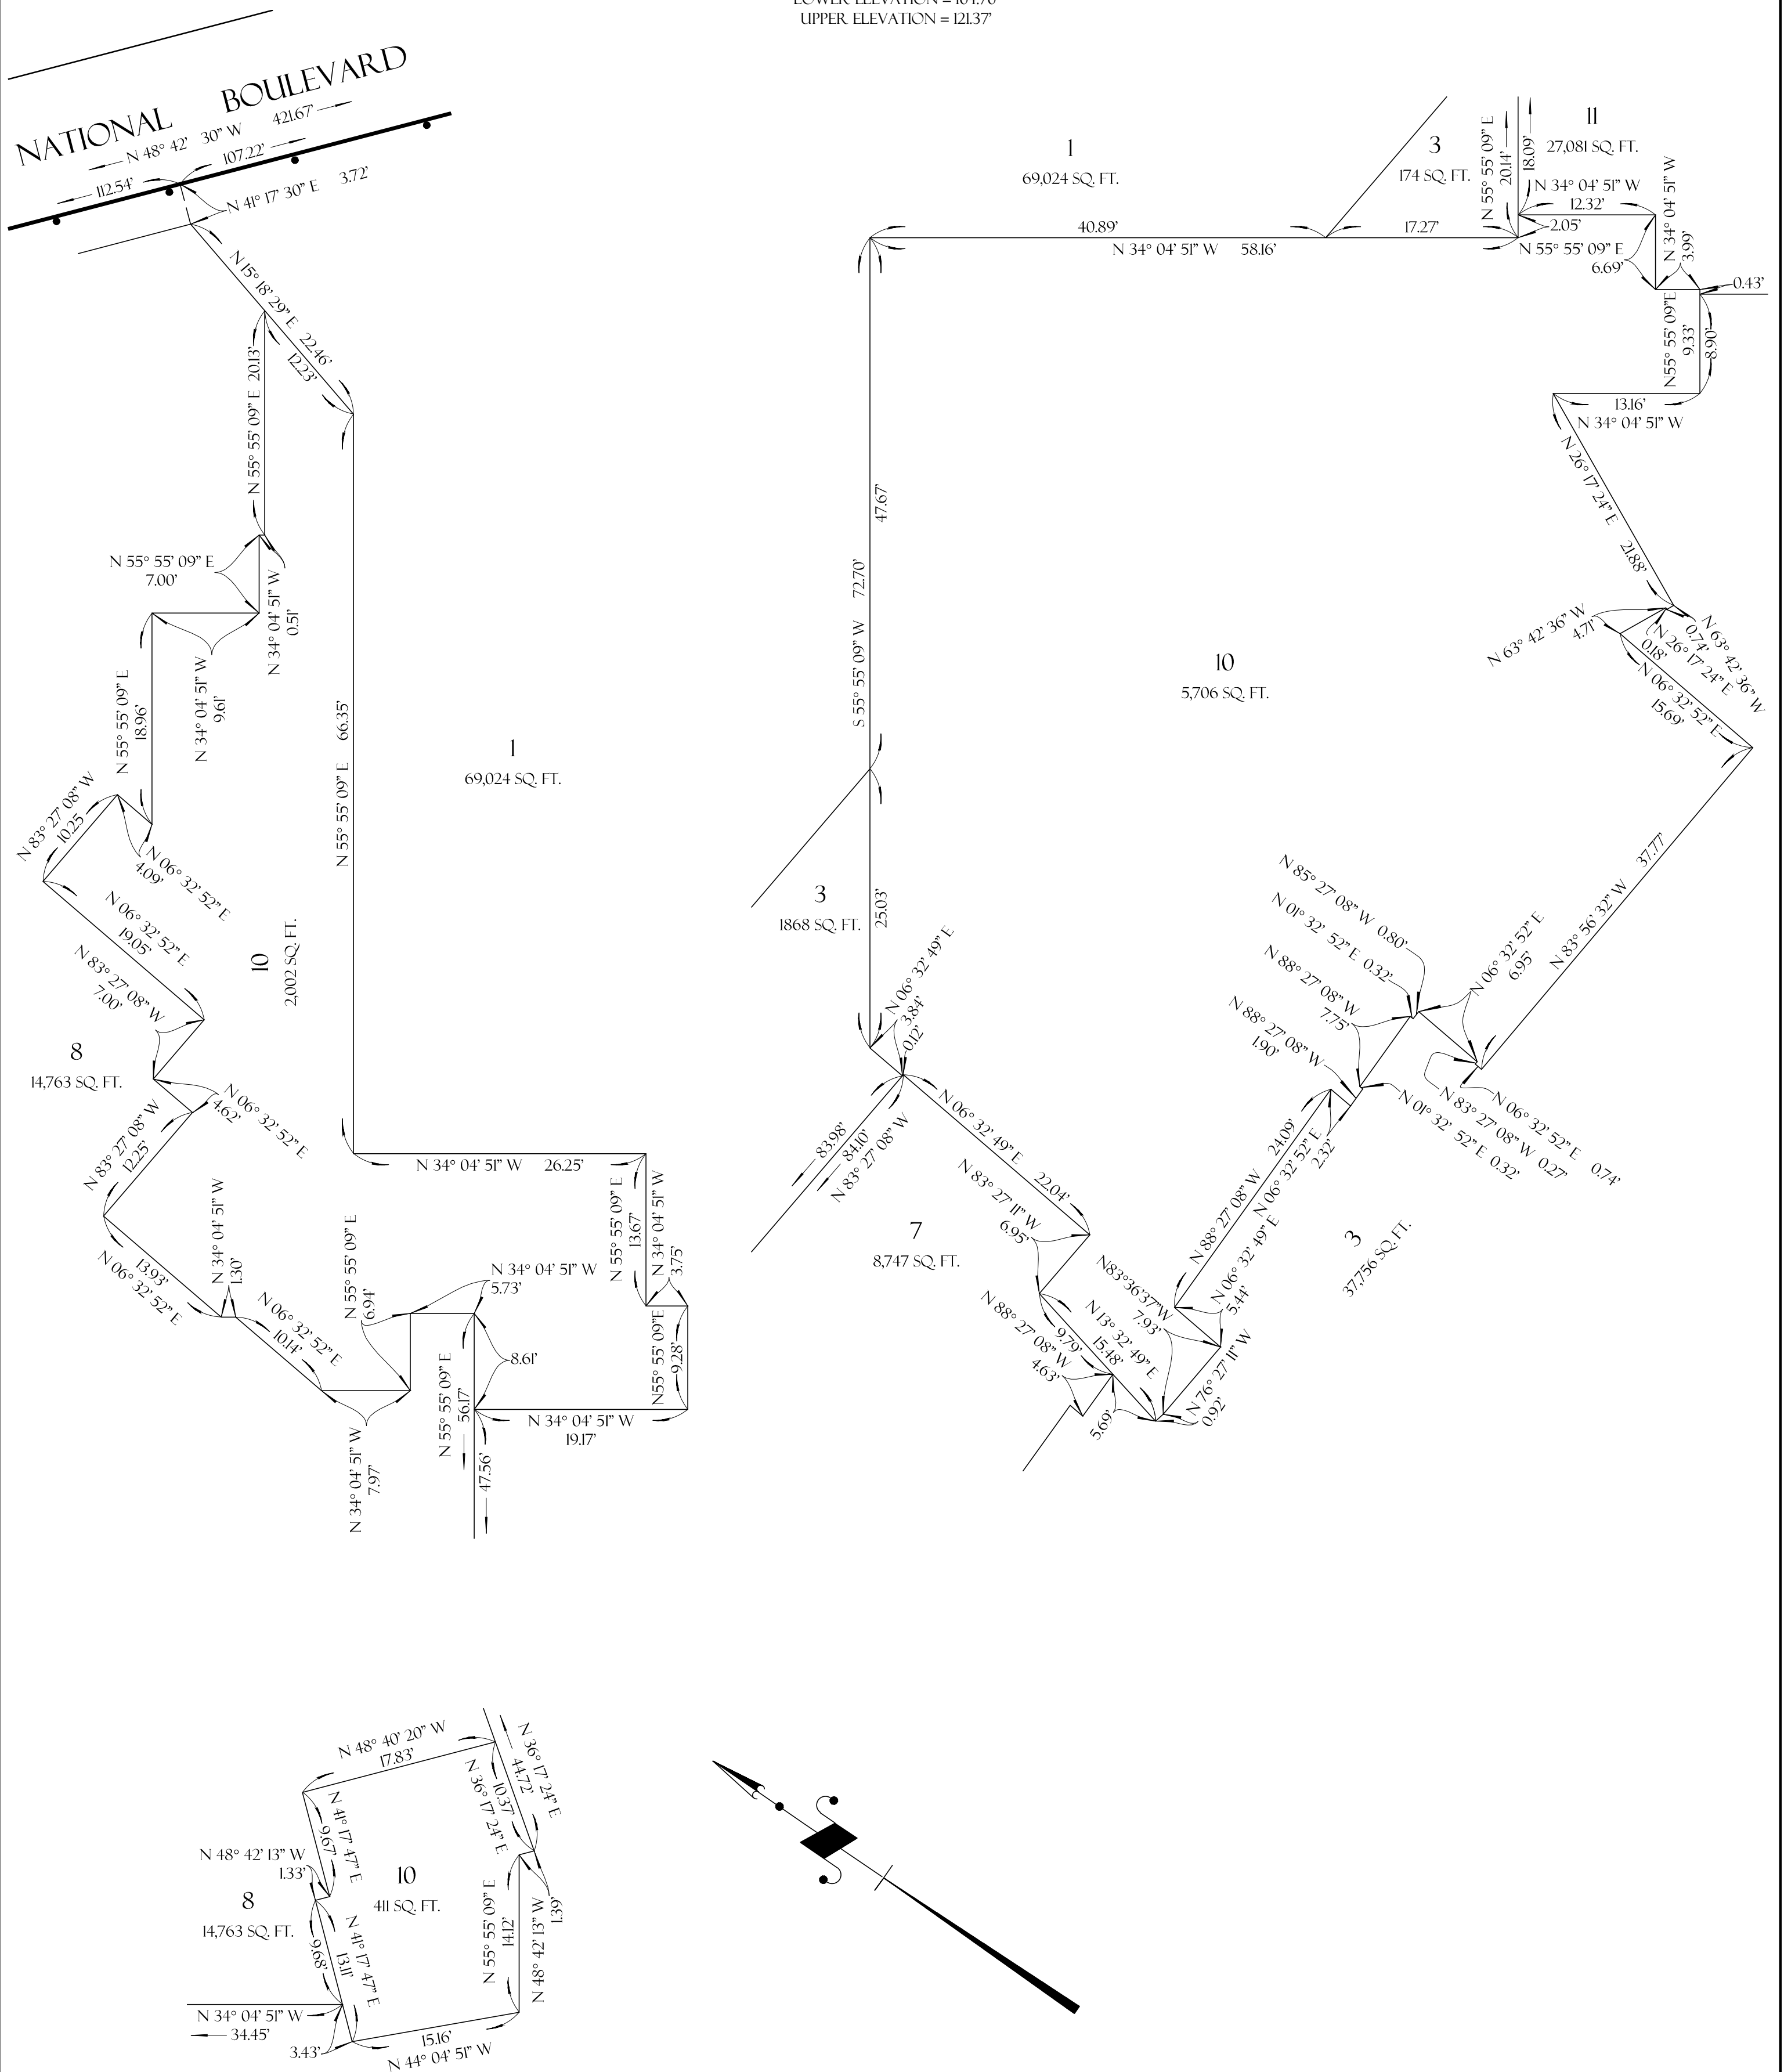 UPPER ELEVATION = 121.37'
NATIONAL BOULEVARD
N 48° 42' 30" W 421.67'
107.22'
112.54'
N 41° 17' 30" E 3.72'
N 15° 18' 29" E 22.46'
12.23'
N 55° 55' 09" E 20.13'
N 55° 55' 09" E
7.00'
N 34° 04' 51" W
0.51'
N 34° 04' 51" W
9.61'
N 55° 55' 09" E
18.96'
N 55° 55' 09" E 66.35'
1
69,024 SQ. FT.
N 83° 27' 08" W
10.25
N 06° 32' 52" E
4.09'
N 06° 32' 52" E
19.05'
N 83° 27' 08" W
7.00'
10
2,002 SQ. FT.
8
14,763 SQ. FT.
N 06° 32' 52" E
4.62'
N 83° 27' 08" W
12.25'
13.93'
N 06° 32' 52" E
N 34° 04' 51" W
1.30'
N 06° 32' 52" E
10.14'
N 34° 04' 51" W
7.97'
N 55° 55' 09" E
6.94'
N 34° 04' 51" W
5.73'
8.61'
N 55° 55' 09" E
56.17'
47.56'
N 34° 04' 51" W 26.25'
N 55° 55' 09" E
13.67'
N 34° 04' 51" W
3.75'
N55° 55' 09"E
9.28'
N 34° 04' 51" W
19.17'
1
69,024 SQ. FT.
3
174 SQ. FT.
11
27,081 SQ. FT.
N 55° 55' 09" E
20.14'
18.09'
N 34° 04' 51" W
12.32'
2.05'
N 55° 55' 09" E
6.69'
N 34° 04' 51" W
3.99'
0.43'
40.89'
17.27'
N 34° 04' 51" W 58.16'
N55° 55' 09"E
9.33'
8.90'
13.16'
N 34° 04' 51" W
N 26° 17' 24" E 21.88'
N 63° 42' 36" W
4.71'
N 63° 42' 36" W
0.74'
N 26° 17' 24" E
0.18'
N 06° 32' 52" E
15.69'
47.67'
S 55° 55' 09" W 72.70'
10
5,706 SQ. FT.
3
1868 SQ. FT.
25.03'
N 83° 56' 32" W 37.77'
N 85° 27' 08" W 0.80'
N 01° 32' 52" E 0.32'
N 88° 27' 08" W
7.75'
N 88° 27' 08" W
1.90'
N 06° 32' 52" E
6.95'
N 06° 32' 52" E 0.74'
N 83° 27' 08" W 0.27'
N 01° 32' 52" E 0.32'
N 06° 32' 49" E
3.84'
0.12'
83.98'
84.10'
N 83° 27' 08" W
N 06° 32' 49" E 22.04'
N 83° 27' 11" W
6.95'
7
8,747 SQ. FT.
N 88° 27' 08" W 24.09'
N 06° 32' 52" E
2.32'
N 06° 32' 49" E
5.44'
N83°36'37"W
7.93'
N 13° 32' 49" E
15.48'
9.79'
N 88° 27' 08" W
4.63'
5.69'
N 76° 27' 11" W
0.92'
3
37,756 SQ. FT.
N 48° 40' 20" W
17.83'
N 36° 17' 24" E
44.72'
10.37'
N 36° 17' 24" E
N 41° 17' 47" E
9.67'
N 48° 42' 13" W
1.33'
10
411 SQ. FT.
8
14,763 SQ. FT.
N 41° 17' 47" E
13.11'
9.68'
N 55° 55' 09" E
14.12'
N 48° 42' 13" W
1.39'
N 34° 04' 51" W
34.45'
3.43'
15.16'
N 44° 04' 51" W